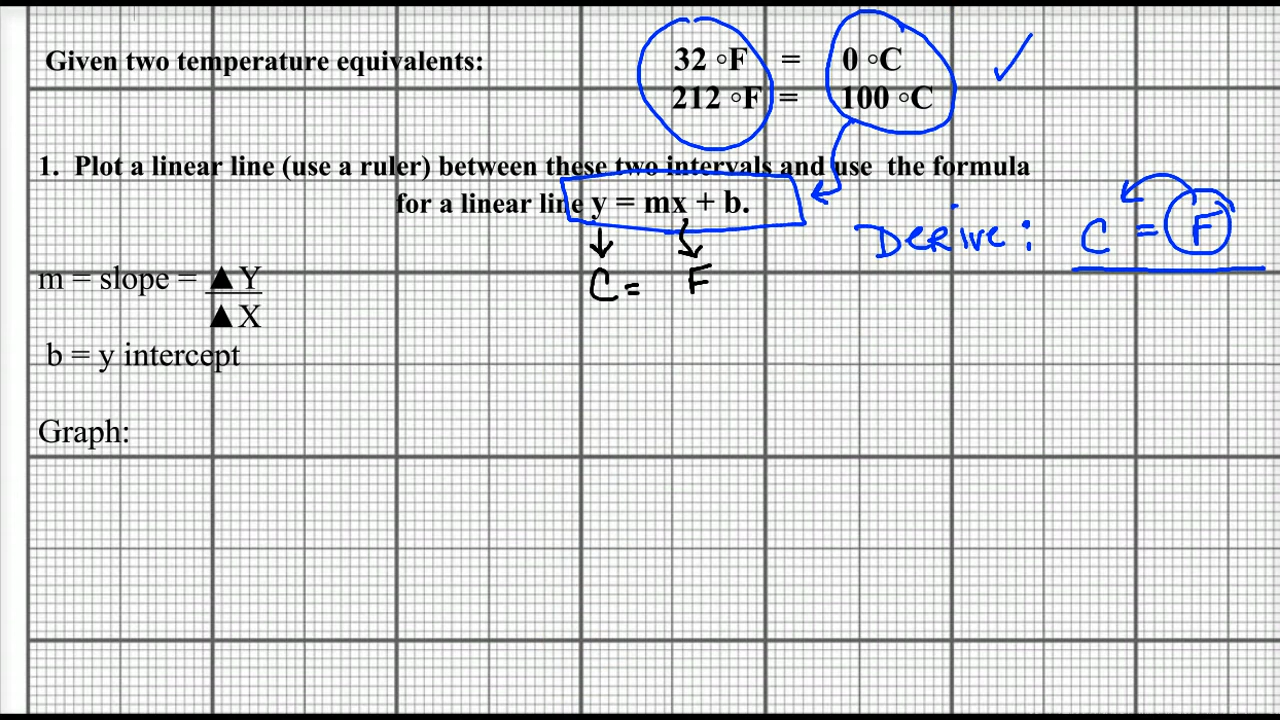 Given two temperature equivalents:
32 ∘F = 0 ∘C
212 ∘F = 100 ∘C
1. Plot a linear line (use a ruler) between these two intervals and use the formula
for a linear line y = mx + b.
Derive: C = F
C = F
m = slope = ▲Y
▲X
b = y intercept
Graph: